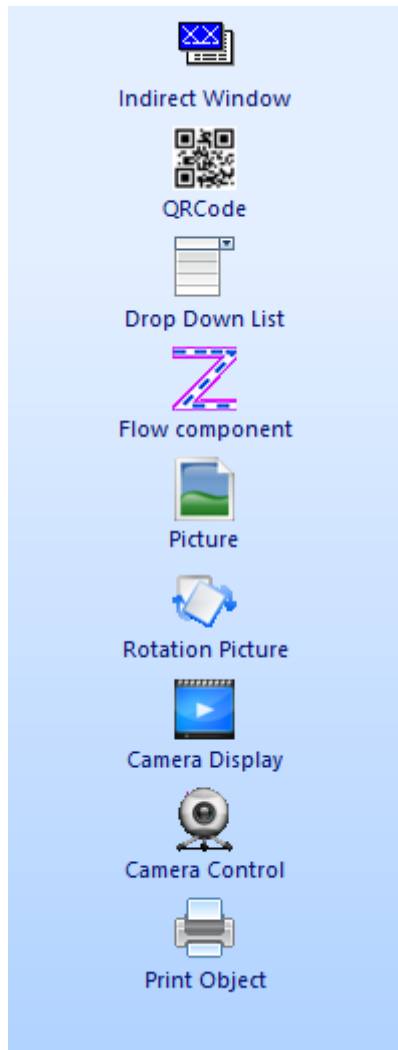 Indirect Window
QRCode
Drop Down List
Flow component
Picture
Rotation Picture
Camera Display
Camera Control
Print Object